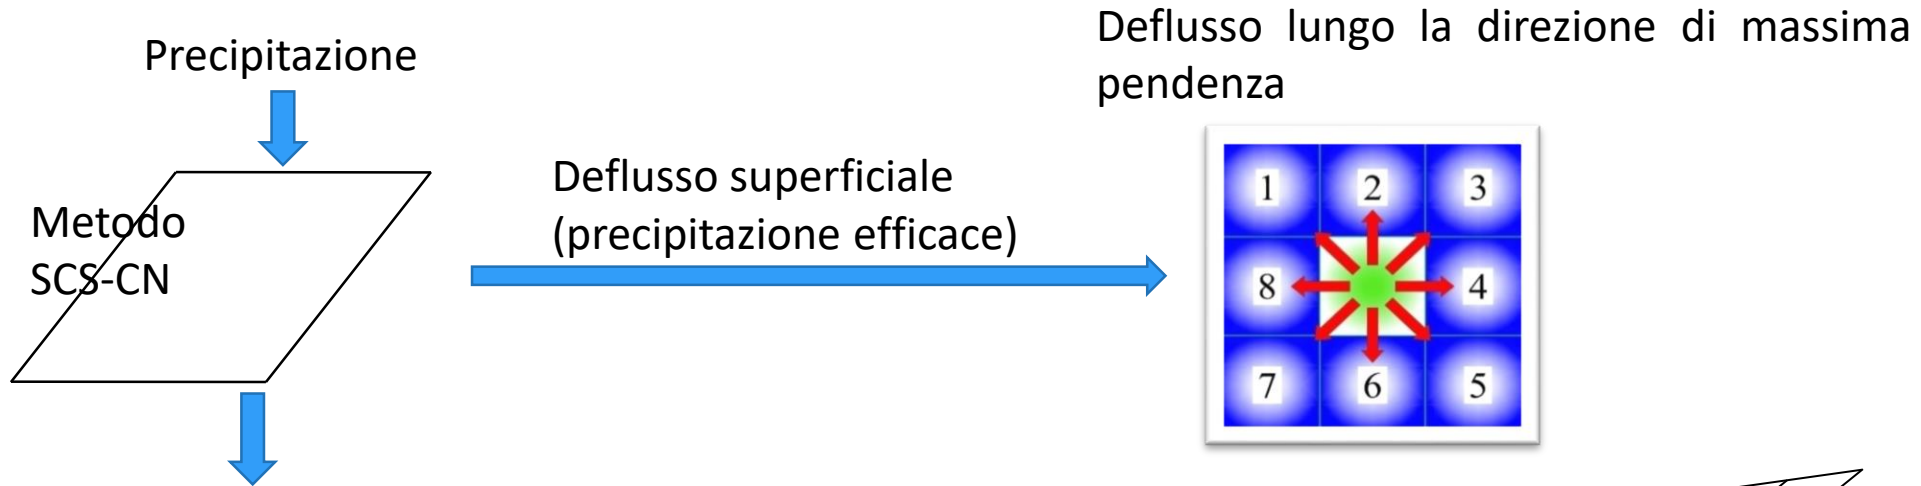 Precipitazione
Metodo
SCS-CN
Deflusso superficiale
(precipitazione efficace)
Deflusso lungo la direzione di massima
pendenza
1 2 3
8 4
7 6 5